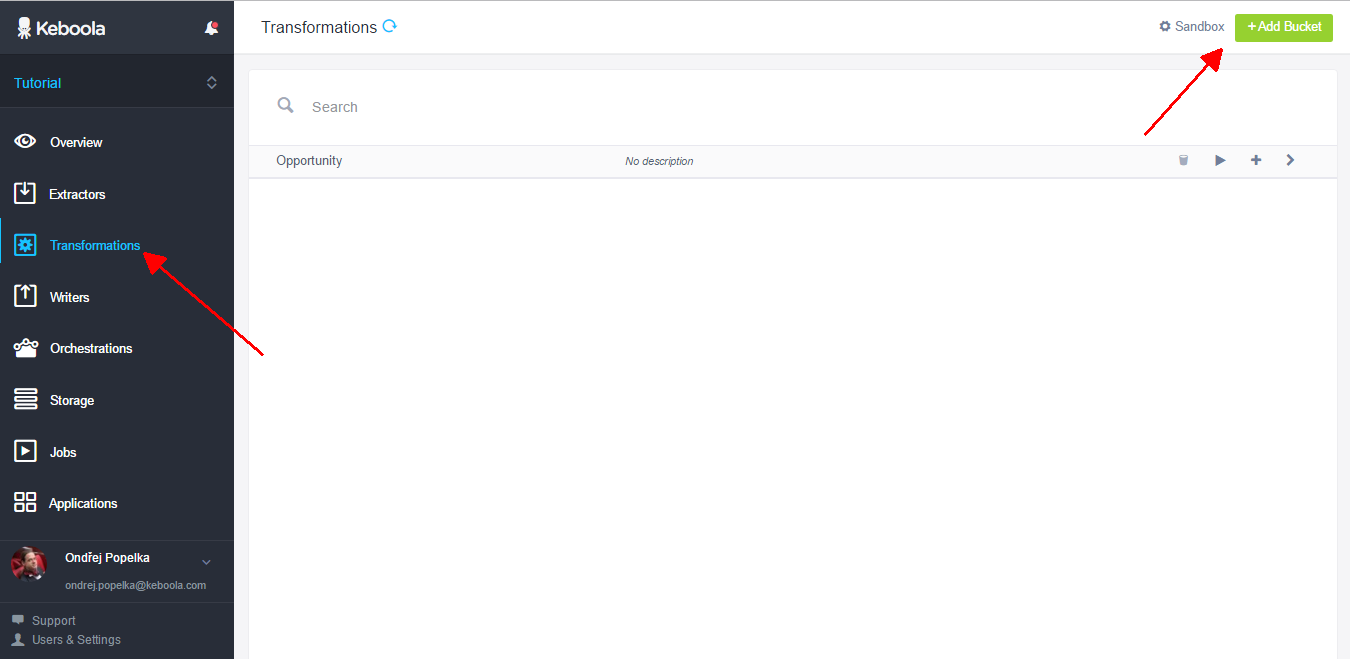 Keboola
Transformations
Sandbox
+ Add Bucket
Tutorial
Search
Overview
Opportunity
No description
Extractors
Transformations
Writers
Orchestrations
Storage
Jobs
Applications
Ondřej Popelka
ondrej.popelka@keboola.com
Support
Users & Settings